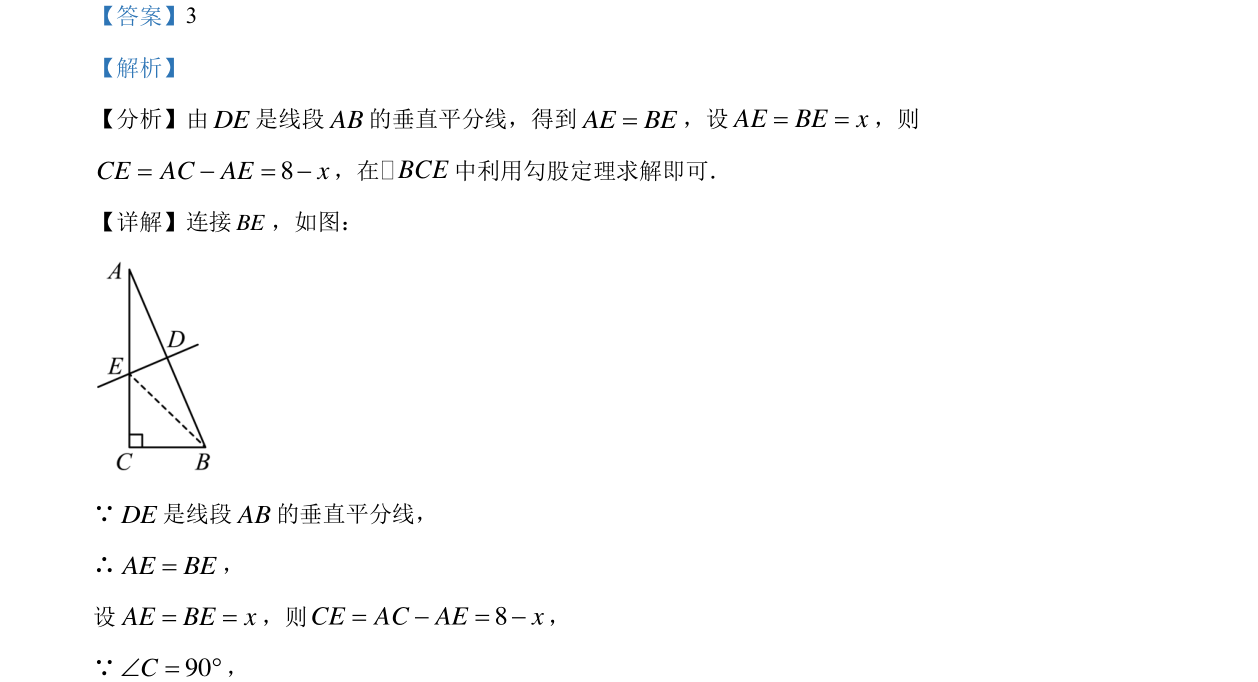 【答案】3
【解析】
【分析】由 DE 是线段 AB 的垂直平分线，得到 AE = BE，设 AE = BE = x，则
CE = AC − AE = 8 − x，在□BCE 中利用勾股定理求解即可．
【详解】连接 BE，如图：
A
D
E
C
B
∵ DE 是线段 AB 的垂直平分线，
∴ AE = BE，
设 AE = BE = x，则 CE = AC − AE = 8 − x，
∵ ∠C = 90°，